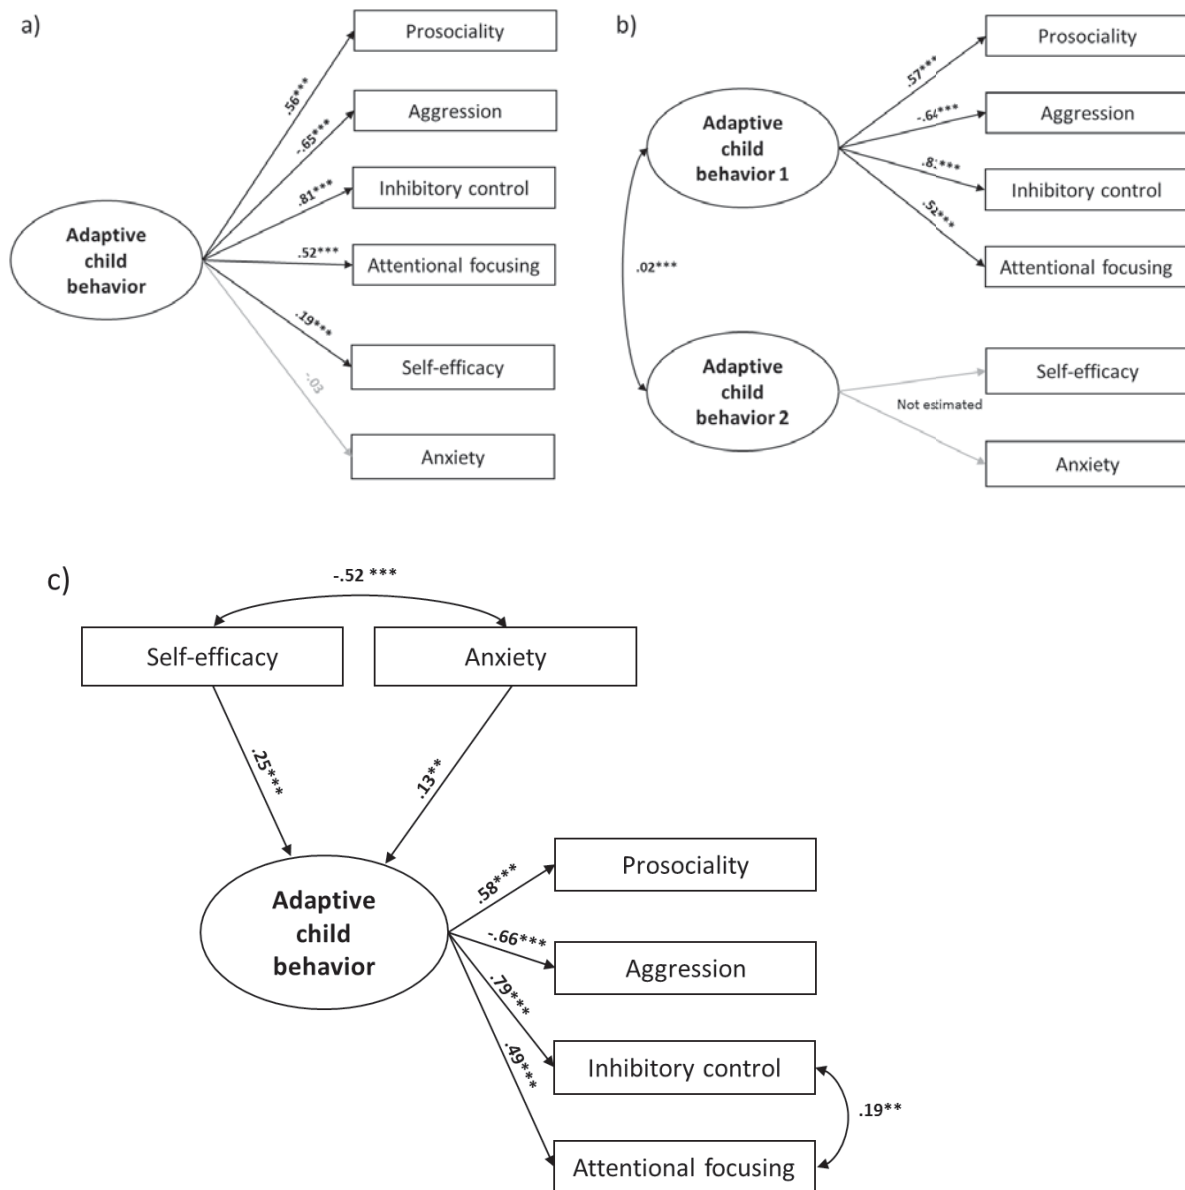 a)
Prosociality
Aggression
Inhibitory control
Attentional focusing
Self-efficacy
Anxiety
Adaptive
child
behavior
.56***
-.65***
.81***
.52***
.19***
-.03
b)
Prosociality
Aggression
Inhibitory control
Attentional focusing
Self-efficacy
Anxiety
Adaptive
child
behavior 1
Adaptive
child
behavior 2
.57***
-.64***
.02***
Not estimated
c)
-.52 ***
Self-efficacy
Anxiety
.25***
.13**
Adaptive
child
behavior
.58***
-.66***
.79***
.49***
Prosociality
Aggression
Inhibitory control
Attentional focusing
.19**